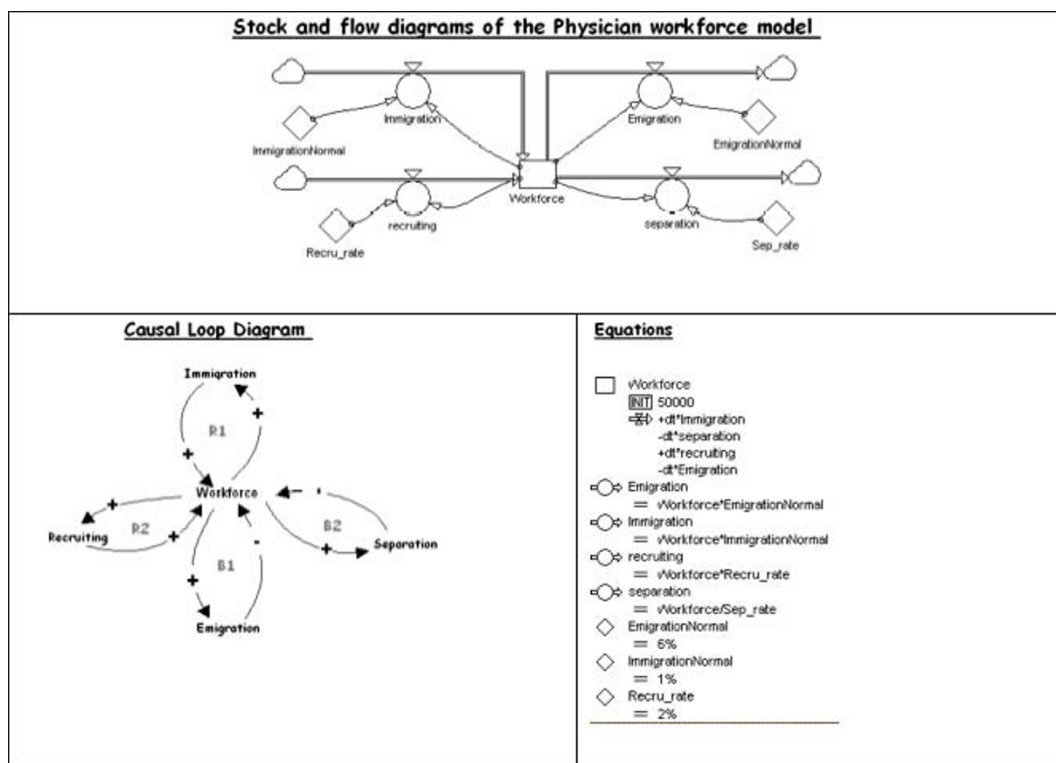 Stock and flow diagrams of the Physician workforce model
Immigration
Emigration
ImmigrationNormal
EmigrationNormal
Workforce
recruiting
separation
Recru_rate
Sep_rate
Causal Loop Diagram
Immigration
+
R1
+
Workforce
+
R2
+
Recruiting
- 
B2
+
Separation
+
B1
-
Emigration
Equations
Workforce
INIT 50000
+dt*Immigration
-dt*separation
+dt*recruiting
-dt*Emigration
Emigration
= Workforce*EmigrationNormal
Immigration
= Workforce*ImmigrationNormal
recruiting
= Workforce*Recru_rate
separation
= Workforce/Sep_rate
EmigrationNormal
= 6%
ImmigrationNormal
= 1%
Recru_rate
= 2%